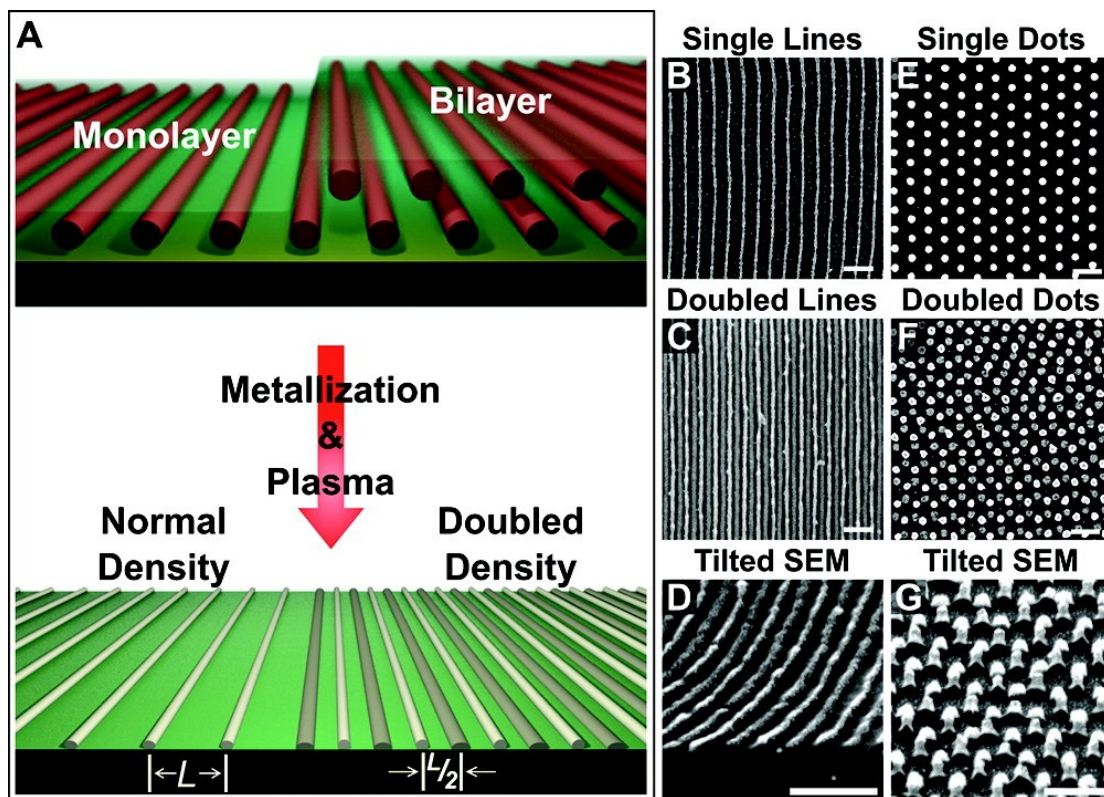 A
Monolayer
Bilayer
Metallization
&
Plasma
Normal
Density
Doubled
Density
L
L/2
Single Lines
B
Doubled Lines
C
Tilted SEM
D
Single Dots
E
Doubled Dots
F
Tilted SEM
G